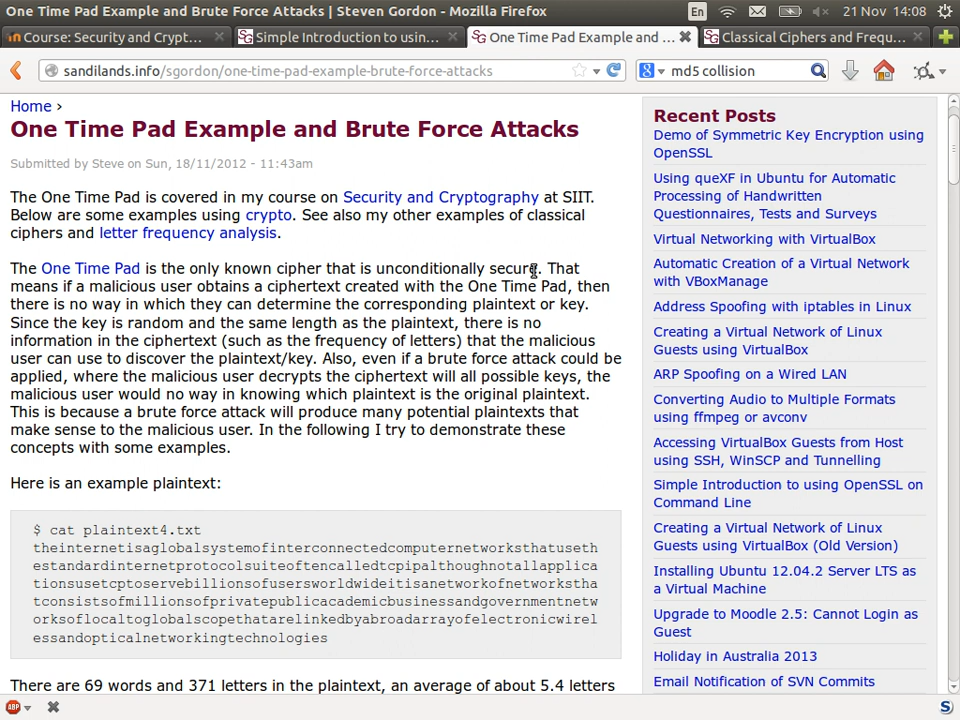 One Time Pad Example and Brute Force Attacks | Steven Gordon - Mozilla Firefox
En
21 Nov 14:08
Course: Security and Crypt...
Simple Introduction to usin...
One Time Pad Example and ...
Classical Ciphers and Frequ...
sandilands.info/sgordon/one-time-pad-example-brute-force-attacks
md5 collision
Home ›
One Time Pad Example and Brute Force Attacks
Submitted by Steve on Sun, 18/11/2012 - 11:43am
The One Time Pad is covered in my course on Security and Cryptography at SIIT.
Below are some examples using crypto. See also my other examples of classical
ciphers and letter frequency analysis.
The One Time Pad is the only known cipher that is unconditionally secure. That
means if a malicious user obtains a ciphertext created with the One Time Pad, then
there is no way in which they can determine the corresponding plaintext or key.
Since the key is random and the same length as the plaintext, there is no
information in the ciphertext (such as the frequency of letters) that the malicious
user can use to discover the plaintext/key. Also, even if a brute force attack could be
applied, where the malicious user decrypts the ciphertext will all possible keys, the
malicious user would no way in knowing which plaintext is the original plaintext.
This is because a brute force attack will produce many potential plaintexts that
make sense to the malicious user. In the following I try to demonstrate these
concepts with some examples.
Here is an example plaintext:
$ cat plaintext4.txt
theinternetisaglobalsystemofinterconnectedcomputernetworksthatuseth
estandardinternetprotocolsuiteoftencalledtcpipalthoughnotallapplica
tionsusetcptoservebillionsofusersworldwideitisanetworkofnetworkstha
tconsistsofmillionsofprivatepublicacademicbusinessandgovernmentnetw
orksoflocaltoglobalscopethatarelinkedbyabroadarrayofelectronicwirel
essandopticalnetworkingtechnologies
There are 69 words and 371 letters in the plaintext, an average of about 5.4 letters
Recent Posts
Demo of Symmetric Key Encryption using
OpenSSL
Using queXF in Ubuntu for Automatic
Processing of Handwritten
Questionnaires, Tests and Surveys
Virtual Networking with VirtualBox
Automatic Creation of a Virtual Network
with VBoxManage
Address Spoofing with iptables in Linux
Creating a Virtual Network of Linux
Guests using VirtualBox
ARP Spoofing on a Wired LAN
Converting Audio to Multiple Formats
using ffmpeg or avconv
Accessing VirtualBox Guests from Host
using SSH, WinSCP and Tunnelling
Simple Introduction to using OpenSSL on
Command Line
Creating a Virtual Network of Linux
Guests using VirtualBox (Old Version)
Installing Ubuntu 12.04.2 Server LTS as
a Virtual Machine
Upgrade to Moodle 2.5: Cannot Login as
Guest
Holiday in Australia 2013
Email Notification of SVN Commits
ABP
S